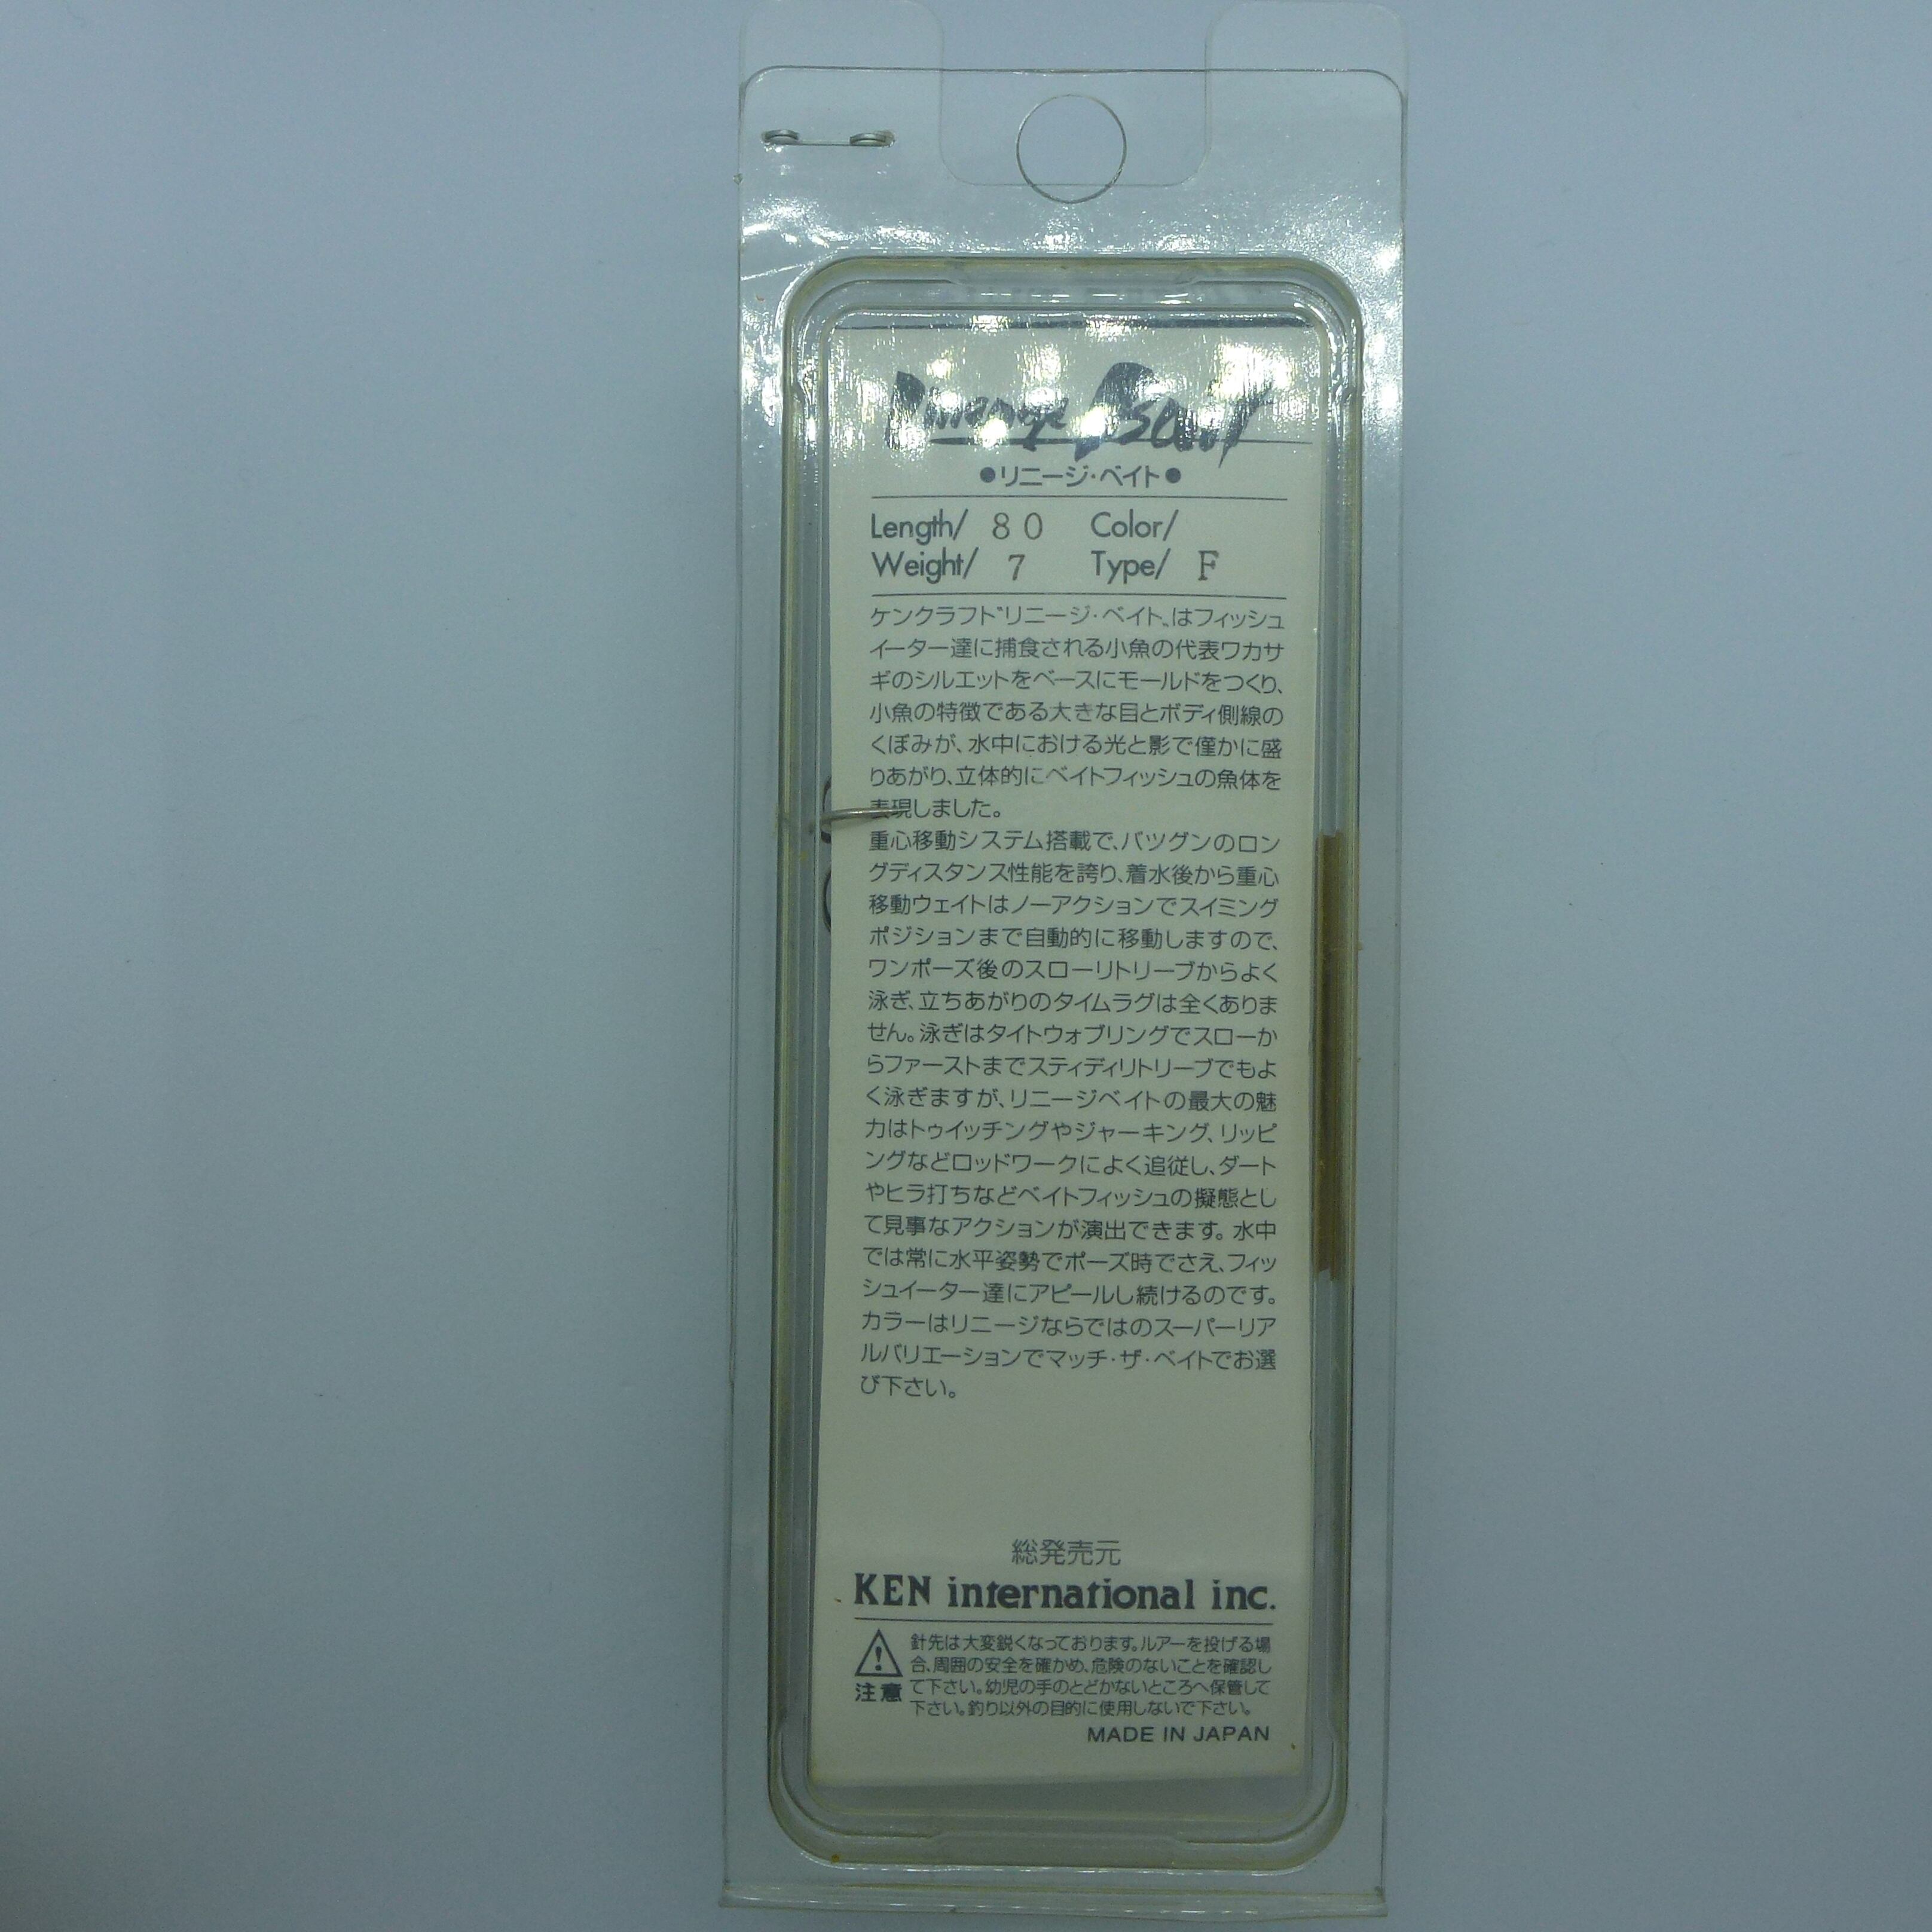 Lineage Bait
●リニージ・ベイト●
Length/ 80 Color/
Weight/ 7 Type/ F
ケンクラフト〝リニージ・ベイト〟はフィッシュ
イーター達に捕食される小魚の代表ワカサ
ギのシルエットをベースにモールドをつくり、
小魚の特徴である大きな目とボディ側線の
くぼみが、水中における光と影で僅かに盛
りあがり、立体的にベイトフィッシュの魚体を
表現しました。
重心移動システム搭載で、バツグンのロン
グディスタンス性能を誇り、着水後から重心
移動ウェイトはノーアクションでスイミング
ポジションまで自動的に移動しますので、
ワンポーズ後のスローリトリーブからよく
泳ぎ、立ちあがりのタイムラグは全くありま
せん。泳ぎはタイトウォブリングでスローか
らファーストまでスティディリトリーブでもよ
く泳ぎますが、リニージベイトの最大の魅
力はトゥイッチングやジャーキング、リッピ
ングなどロッドワークによく追従し、ダート
やヒラ打ちなどベイトフィッシュの擬態とし
て見事なアクションが演出できます。水中
では常に水平姿勢でポーズ時でさえ、フィッ
シュイーター達にアピールし続けるのです。
カラーはリニージならではのスーパーリア
ルバリエーションでマッチ・ザ・ベイトでお選
び下さい。
総発売元
KEN international inc.
針先は大変鋭くなっております。ルアーを投げる場
合、周囲の安全を確かめ、危険のないことを確認し
て下さい。幼児の手のとどかないところへ保管して
下さい。釣り以外の目的に使用しないで下さい。
注意
MADE IN JAPAN